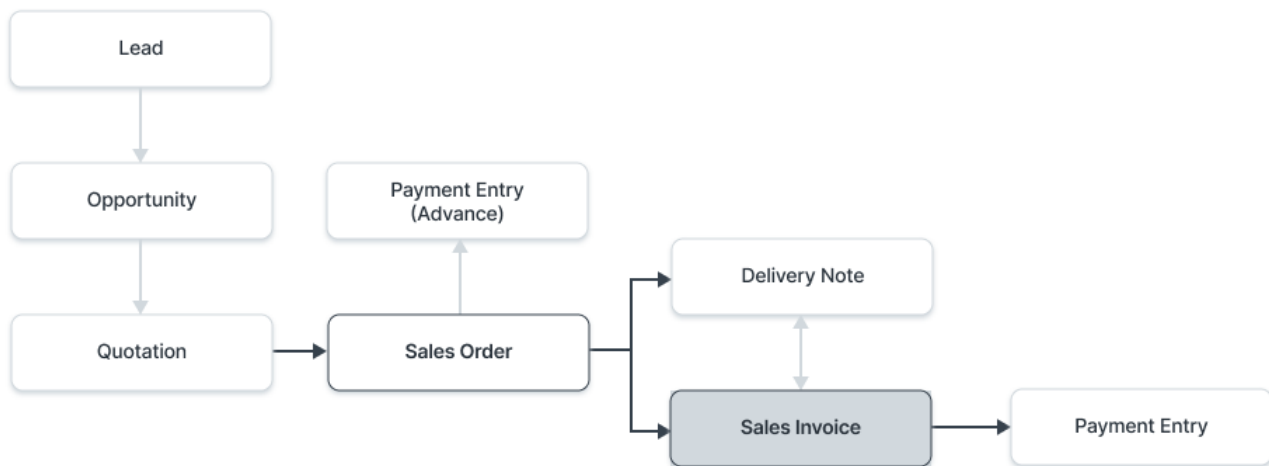 Lead
Opportunity
Payment Entry
(Advance)
Delivery Note
Quotation
Sales Order
Sales Invoice
Payment Entry